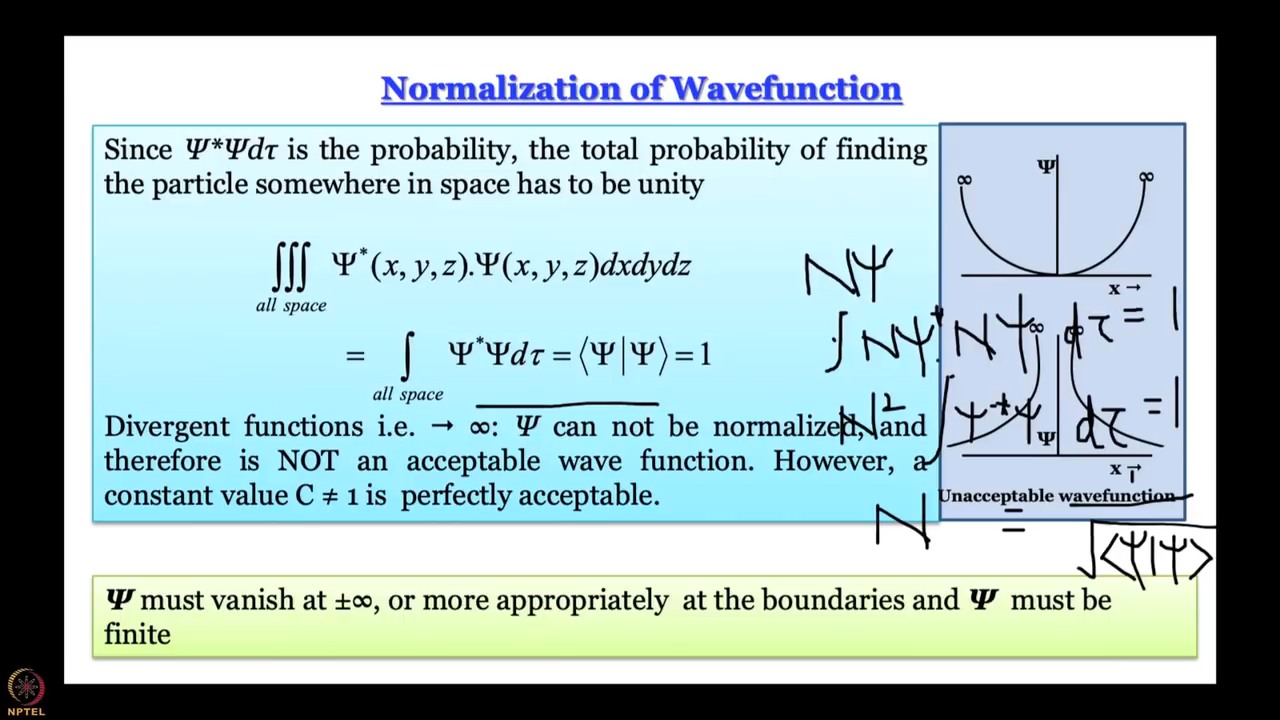 Normalization of Wavefunction
Since Ψ*Ψdτ is the probability, the total probability of finding
the particle somewhere in space has to be unity
∭ Ψ*(x, y, z).Ψ(x, y, z)dxdydz
all space
= ∫ Ψ*Ψdτ = ⟨Ψ|Ψ⟩ = 1
all space
Divergent functions i.e. → ∞: Ψ can not be normalized, and
therefore is NOT an acceptable wave function. However, a
constant value C ≠ 1 is perfectly acceptable.
Ψ
∞ ∞
x →
NΨ
∫ NΨ* . NΨ dτ = 1
N² ∫ Ψ*Ψ dτ = 1
∞ ∞
Ψ
x →
Unacceptable wavefunction
N = 1
√⟨Ψ|Ψ⟩
Ψ must vanish at ±∞, or more appropriately at the boundaries and Ψ must be
finite
NPTEL